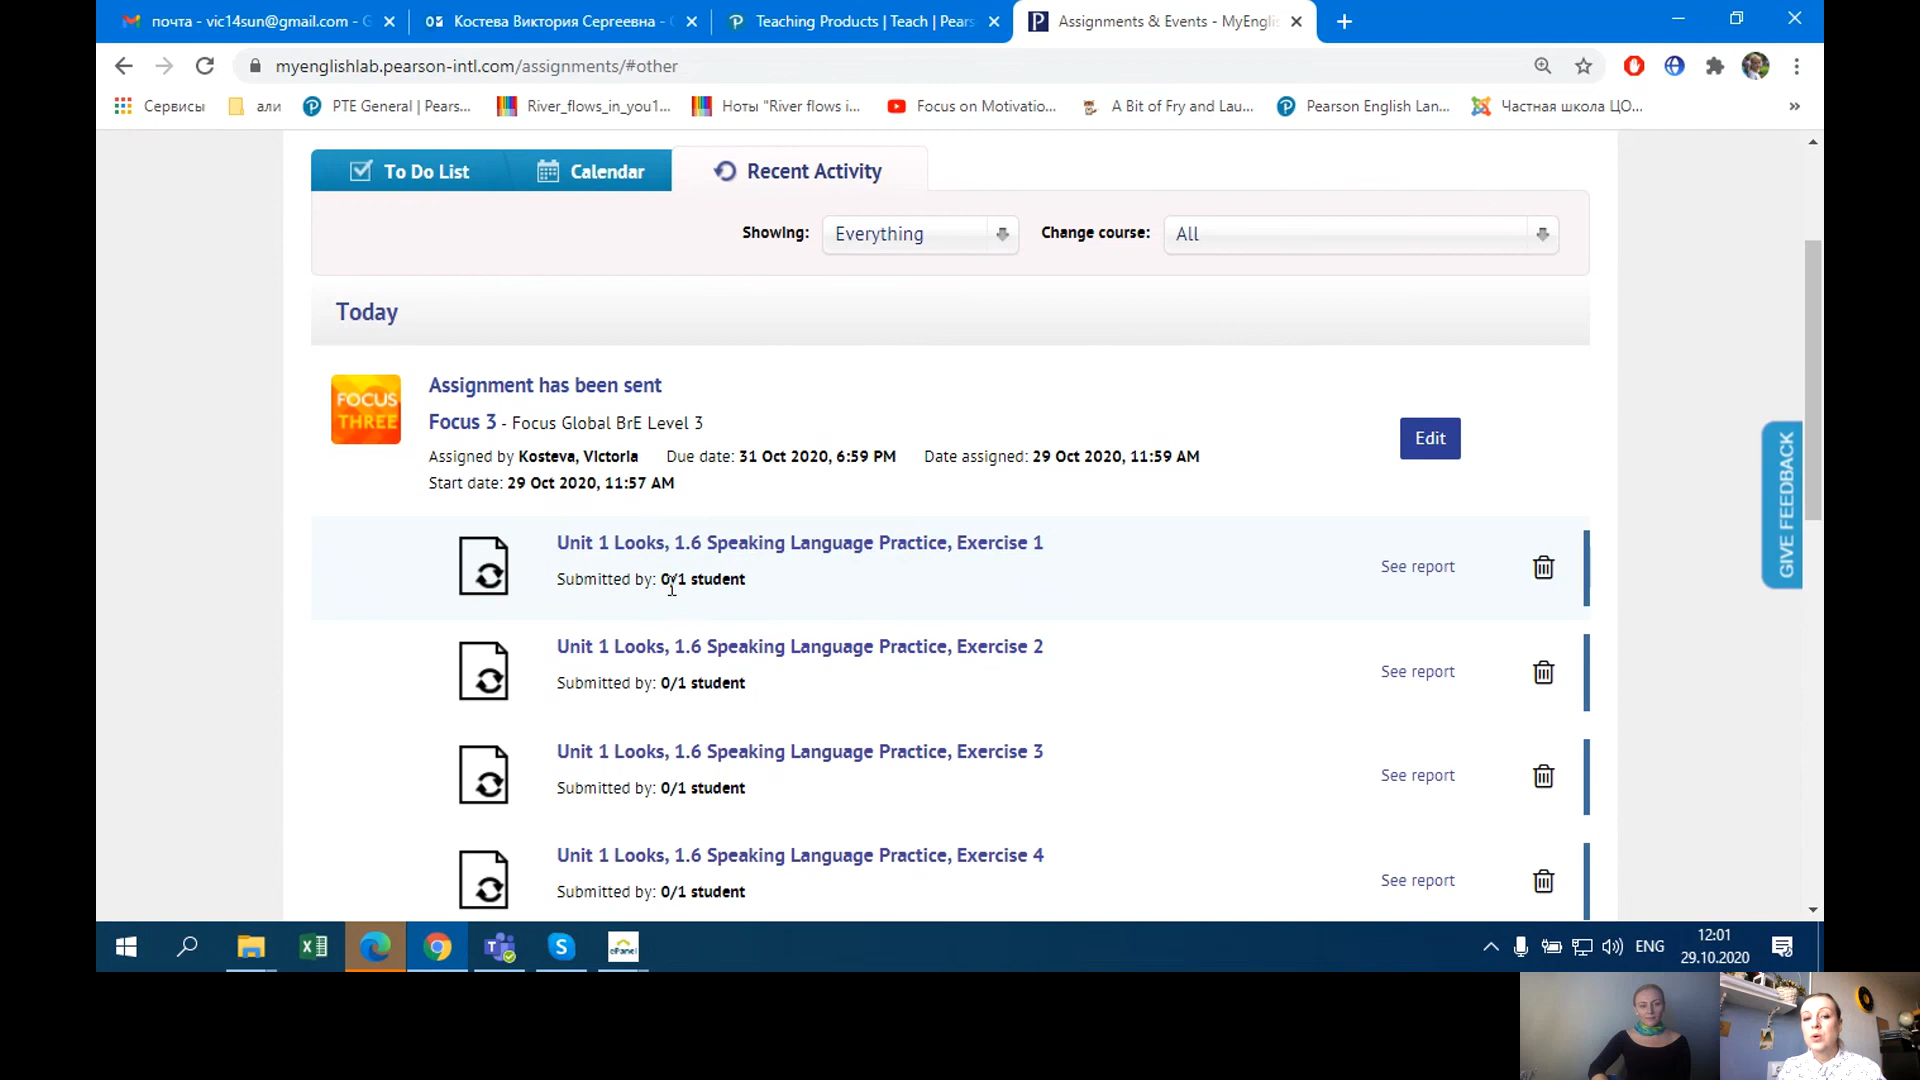 почта - vic14sun@gmail.com - G
Костева Виктория Сергеевна -
Teaching Products | Teach | Pears
Assignments & Events - MyEngli
myenglishlab.pearson-intl.com/assignments/#other
Сервисы
али
PTE General | Pears...
River_flows_in_you1...
Ноты "River flows i...
Focus on Motivatio...
A Bit of Fry and Lau...
Pearson English Lan...
Частная школа ЦО...
»
To Do List
Calendar
Recent Activity
Showing:
Everything
Change course:
All
Today
FOCUS
THREE
Assignment has been sent
Focus 3 - Focus Global BrE Level 3
Assigned by Kosteva, Victoria Due date: 31 Oct 2020, 6:59 PM Date assigned: 29 Oct 2020, 11:59 AM
Start date: 29 Oct 2020, 11:57 AM
Edit
Unit 1 Looks, 1.6 Speaking Language Practice, Exercise 1
Submitted by: 0/1 student
See report
Unit 1 Looks, 1.6 Speaking Language Practice, Exercise 2
Submitted by: 0/1 student
See report
Unit 1 Looks, 1.6 Speaking Language Practice, Exercise 3
Submitted by: 0/1 student
See report
Unit 1 Looks, 1.6 Speaking Language Practice, Exercise 4
Submitted by: 0/1 student
See report
GIVE FEEDBACK
ePanel
ENG
12:01
29.10.2020